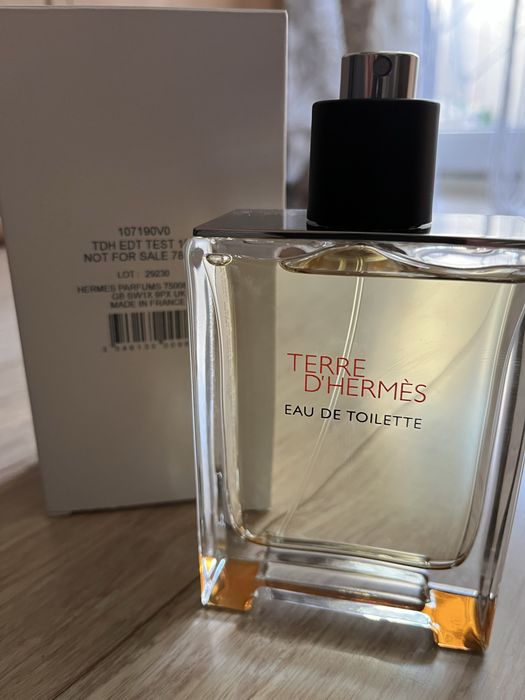 107190V0
TDH EDT TEST
NOT FOR SALE
LOT : 29230
HERMES PARFUMS
GB SW1X 9PX UK
MADE IN FRANCE
TERRE
D'HERMÈS
EAU DE TOILETTE